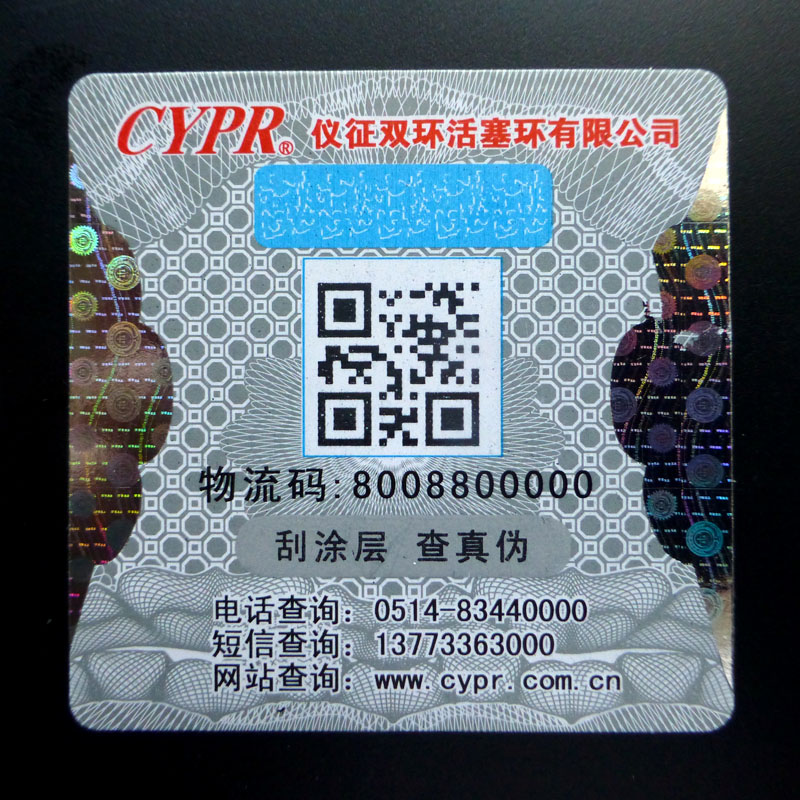 CYPR® 仪征双环活塞环有限公司
物流码:8008800000
刮涂层 查真伪
电话查询：0514-83440000
短信查询：13773363000
网站查询：www.cypr.com.cn